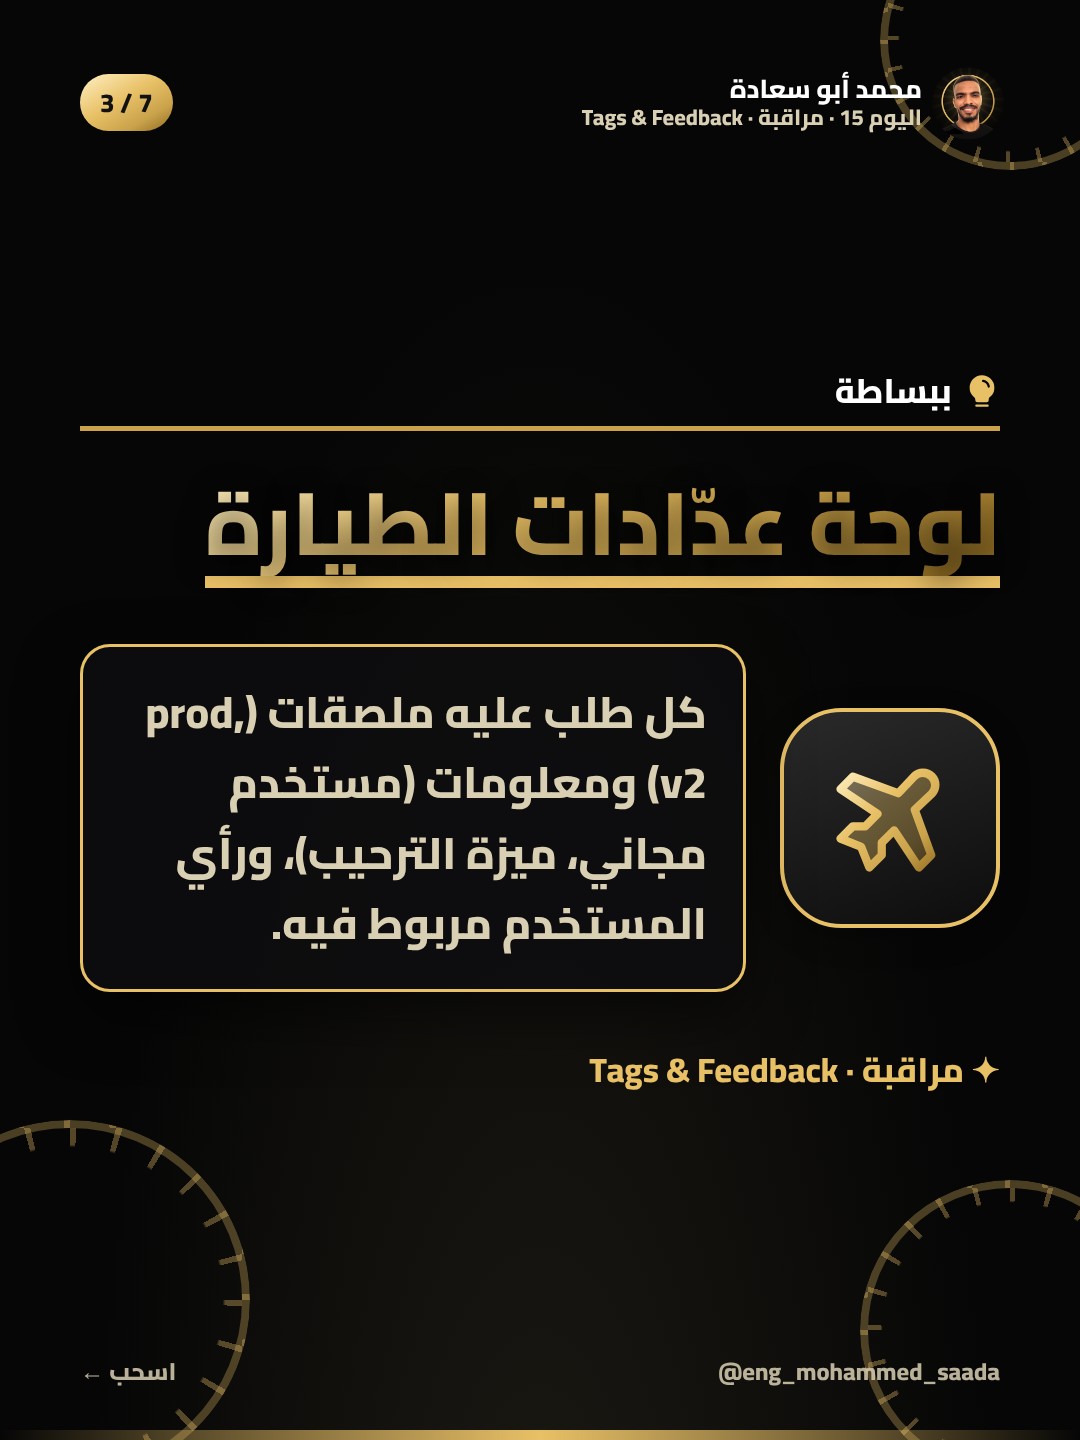 محمد أبو سعادة
اليوم 15 · مراقبة · Tags & Feedback
3 / 7
ببساطة
لوحة عدّادات الطيارة
كل طلب عليه ملصقات (prod,
v2) ومعلومات (مستخدم
مجاني، ميزة الترحيب)، ورأي
المستخدم مربوط فيه.
✦ مراقبة · Tags & Feedback
@eng_mohammed_saada
اسحب ←